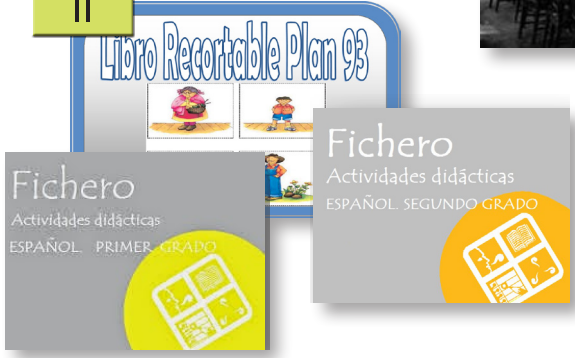 II
Libro Recortable Plan 93
Fichero
Actividades didácticas
ESPAÑOL. SEGUNDO GRADO
Fichero
Actividades didácticas
ESPAÑOL. PRIMER GRADO